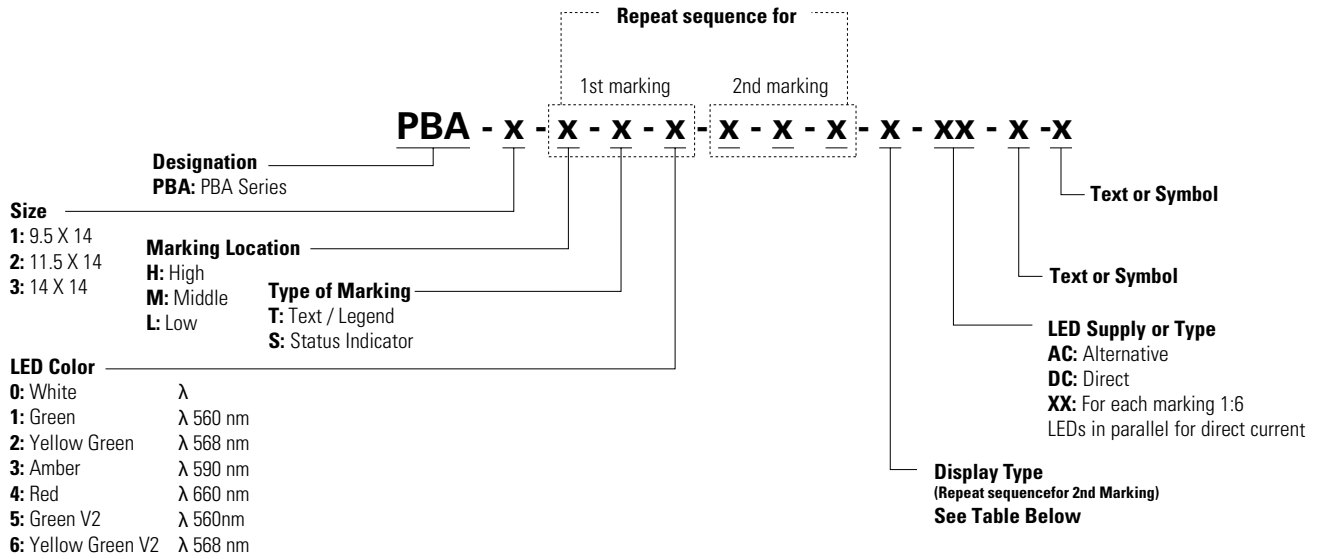 Repeat sequence for
1st marking 2nd marking
PBA - x - x - x - x - x - x - x - x - xx - x -x
Designation
PBA: PBA Series
Text or Symbol
Size
1: 9.5 X 14
2: 11.5 X 14
3: 14 X 14
Marking Location
H: High
M: Middle
L: Low
Type of Marking
T: Text / Legend
S: Status Indicator
Text or Symbol
LED Supply or Type
AC: Alternative
DC: Direct
XX: For each marking 1:6
LEDs in parallel for direct current
LED Color
0: White λ
1: Green λ 560 nm
2: Yellow Green λ 568 nm
3: Amber λ 590 nm
4: Red λ 660 nm
5: Green V2 λ 560nm
6: Yellow Green V2 λ 568 nm
Display Type
(Repeat sequencefor 2nd Marking)
See Table Below